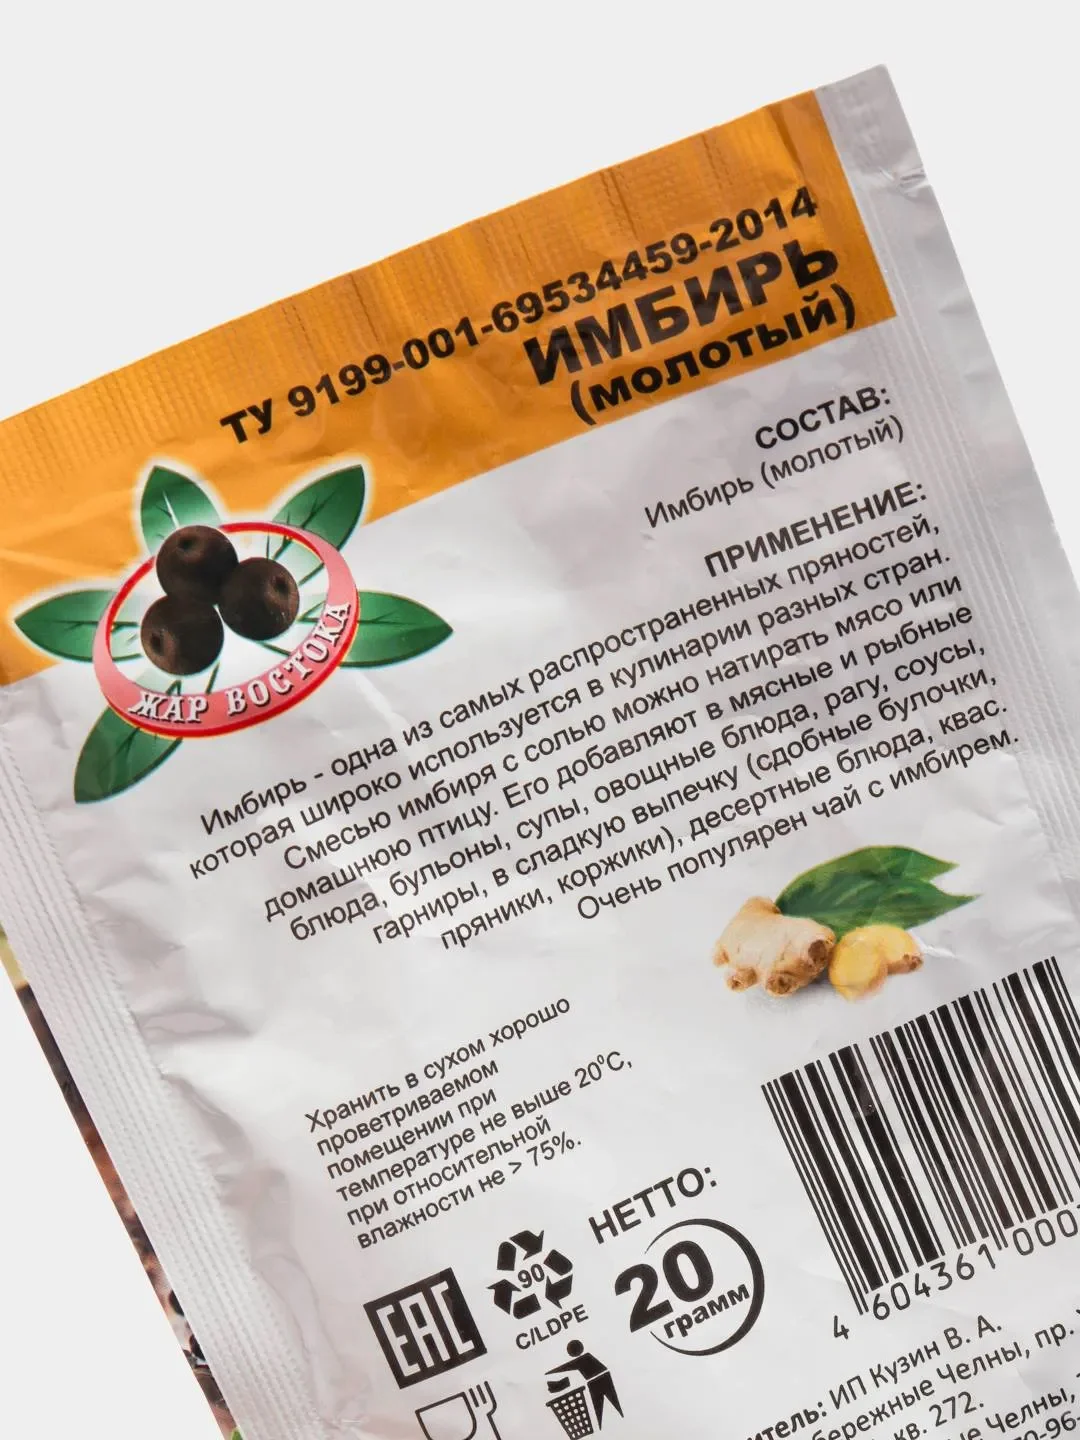 ТУ 9199-001-69534459-2014
ИМБИРЬ
(молотый)
ЖАР ВОСТОКА
СОСТАВ:
Имбирь (молотый)
ПРИМЕНЕНИЕ:
Имбирь - одна из самых распространенных пряностей,
которая широко используется в кулинарии разных стран.
Смесью имбиря с солью можно натирать мясо или
домашнюю птицу. Его добавляют в мясные и рыбные
блюда, бульоны, супы, овощные блюда, рагу, соусы,
гарниры, в сладкую выпечку (сдобные булочки,
пряники, коржики), десертные блюда, квас.
Очень популярен чай с имбирем.
Хранить в сухом хорошо
проветриваемом
помещении при
температуре не выше 20°С,
при относительной
влажности не > 75%.
НЕТТО:
20
грамм
90
C/LDPE
EAC
4 604361 000
ИП Кузин В. А.
Челны, пр.
кв. 272.
Челны,